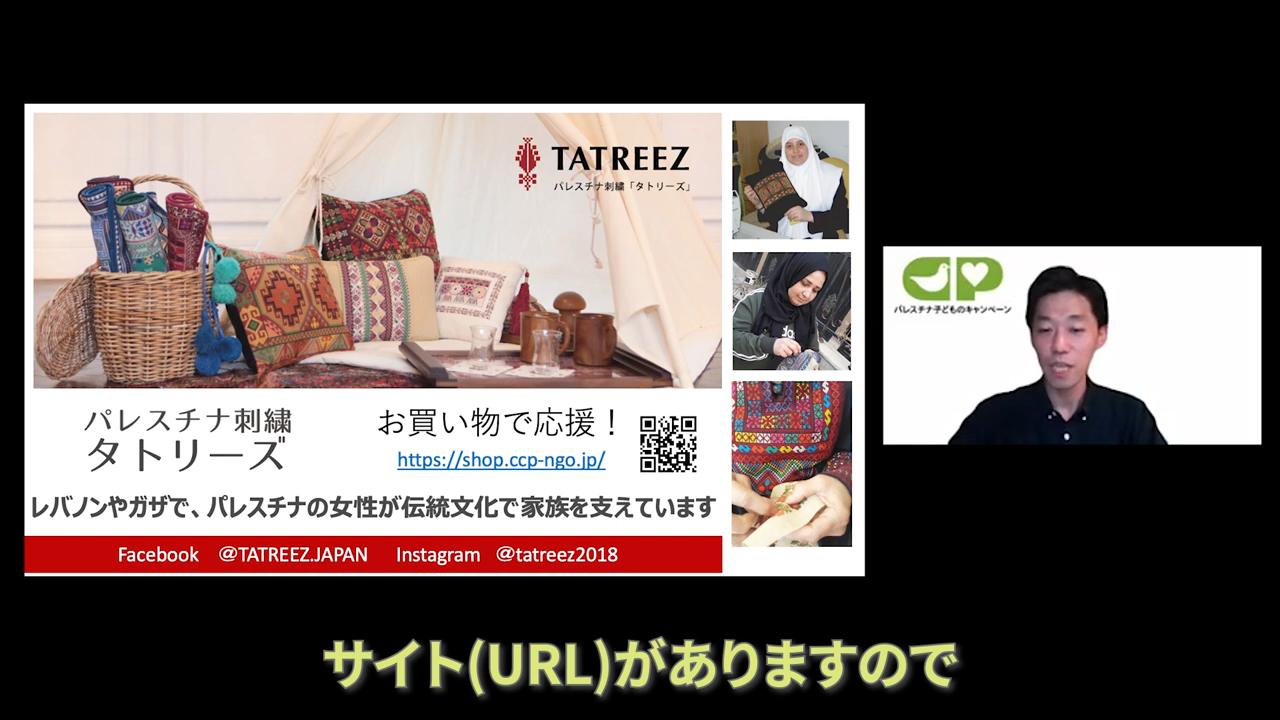 TATREEZ
パレスチナ刺繍「タトリーズ」
パレスチナ刺繍
タトリーズ
お買い物で応援！
https://shop.ccp-ngo.jp/
レバノンやガザで、パレスチナの女性が伝統文化で家族を支えています
Facebook @TATREEZ.JAPAN Instagram @tatreez2018
CP
パレスチナ子どものキャンペーン
サイト(URL)がありますので